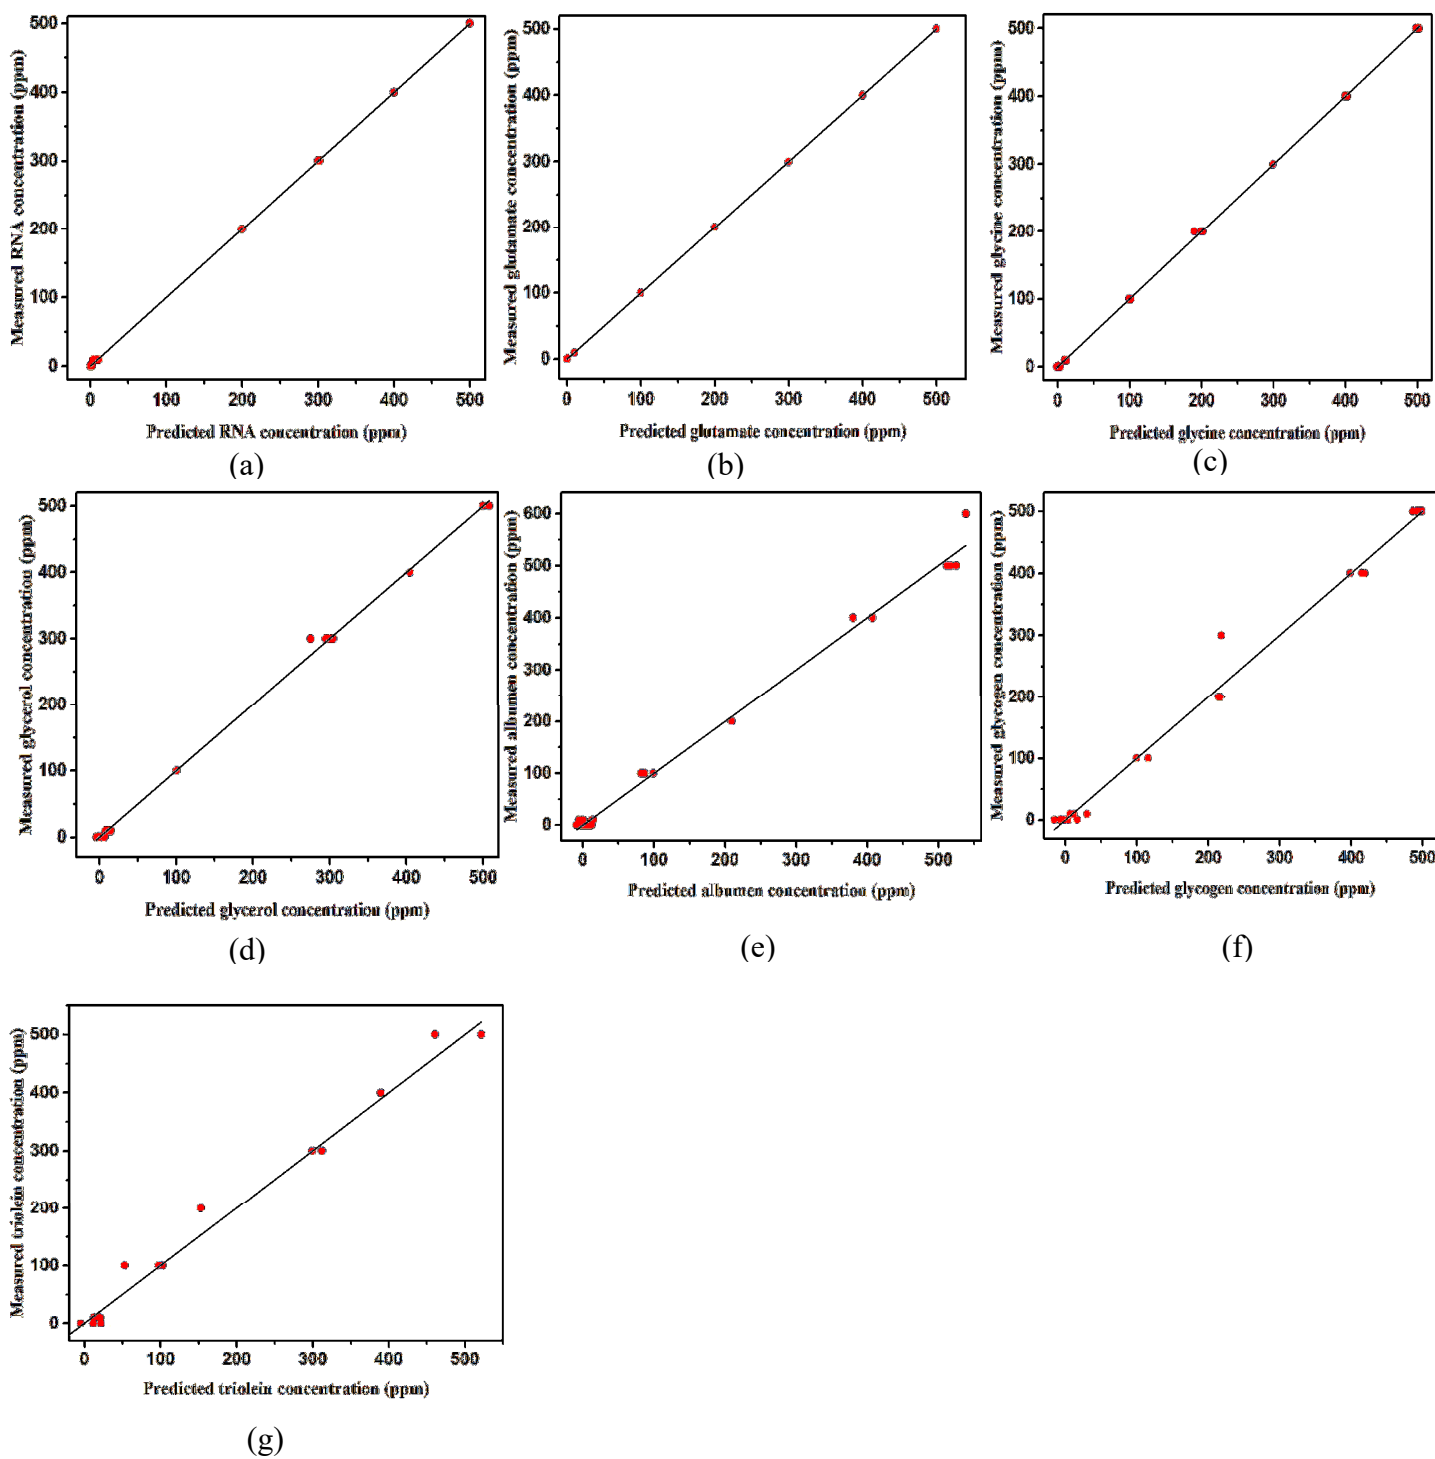 Measured RNA concentration (ppm)
500
400
300
200
100
0
0 100 200 300 400 500
Predicted RNA concentration (ppm)
(a)
Measured glutamate concentration (ppm)
500
400
300
200
100
0
0 100 200 300 400 500
Predicted glutamate concentration (ppm)
(b)
Measured glycine concentration (ppm)
500
400
300
200
100
0
0 100 200 300 400 500
Predicted glycine concentration (ppm)
(c)
Measured glycerol concentration (ppm)
500
400
300
200
100
0
0 100 200 300 400 500
Predicted glycerol concentration (ppm)
(d)
Measured albumen concentration (ppm)
600
500
400
300
200
100
0
0 100 200 300 400 500
Predicted albumen concentration (ppm)
(e)
Measured glycogen concentration (ppm)
500
400
300
200
100
0
0 100 200 300 400 500
Predicted glycogen concentration (ppm)
(f)
Measured triolein concentration (ppm)
500
400
300
200
100
0
0 100 200 300 400 500
Predicted triolein concentration (ppm)
(g)